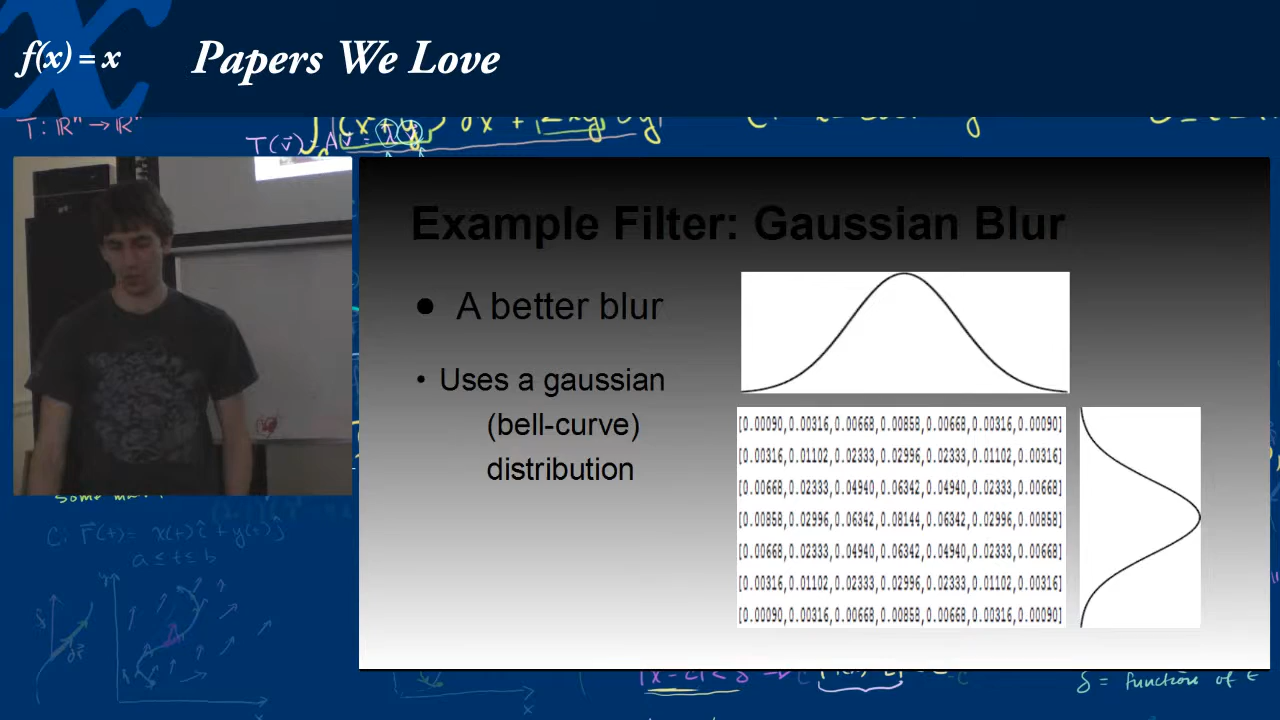 f(x) = x
Papers We Love
T: ℝⁿ → ℝⁿ
Example Filter: Gaussian Blur
● A better blur
• Uses a gaussian
(bell-curve)
distribution
[0.00090,0.00316,0.00668,0.00858,0.00668,0.00316,0.00090]
[0.00316,0.01102,0.02333,0.02996,0.02333,0.01102,0.00316]
[0.00668,0.02333,0.04940,0.06342,0.04940,0.02333,0.00668]
[0.00858,0.02996,0.06342,0.08144,0.06342,0.02996,0.00858]
[0.00668,0.02333,0.04940,0.06342,0.04940,0.02333,0.00668]
[0.00316,0.01102,0.02333,0.02996,0.02333,0.01102,0.00316]
[0.00090,0.00316,0.00668,0.00858,0.00668,0.00316,0.00090]
C: r⃗(t)= x(t)î + y(t)ĵ
a ≤ t ≤ b
δ = function of ε